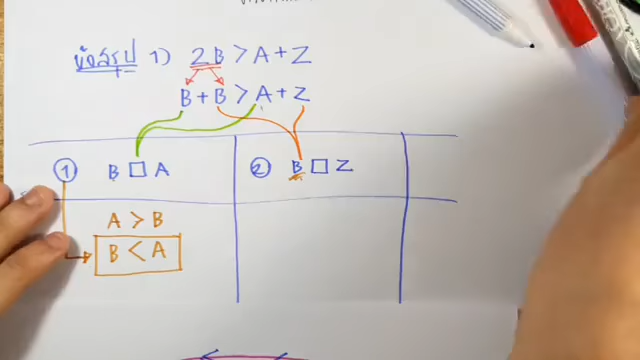 ข้อสรุป 1) 2B > A + Z
B + B > A + Z
① B □ A ② B □ Z
A > B
B < A